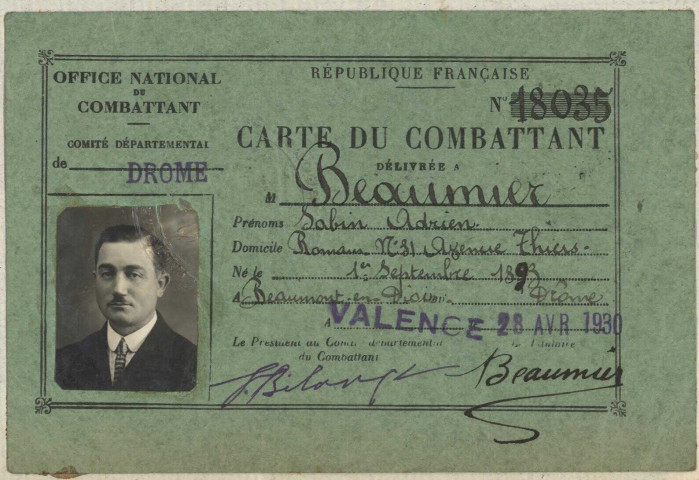 OFFICE NATIONAL
DU
COMBATTANT
COMITÉ DÉPARTEMENTAL
de DROME
RÉPUBLIQUE FRANÇAISE
N° 18035
CARTE DU COMBATTANT
DÉLIVRÉE A
M Beaumier
Prénoms Sabin Adrien
Domicile Romans N° 31 Avenue Thiers
Né le 1er Septembre 1893
A Beaumont-en-Diois Drôme
A VALENCE 28 AVR 1930
Le Président du Comité départemental
du Combattant
Le Titulaire
Beaumier